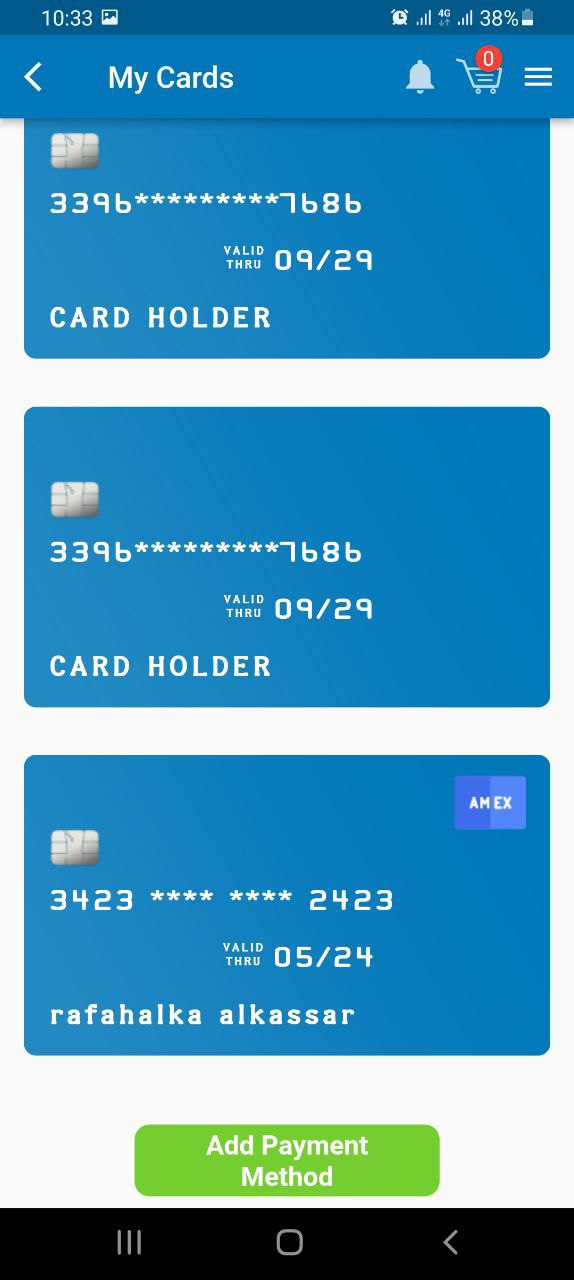 10:33 4G 38%
My Cards 0
3396*********7686
VALID
THRU 09/29
CARD HOLDER
3396*********7686
VALID
THRU 09/29
CARD HOLDER
AMEX
3423 **** **** 2423
VALID
THRU 05/24
rafahalka alkassar
Add Payment
Method